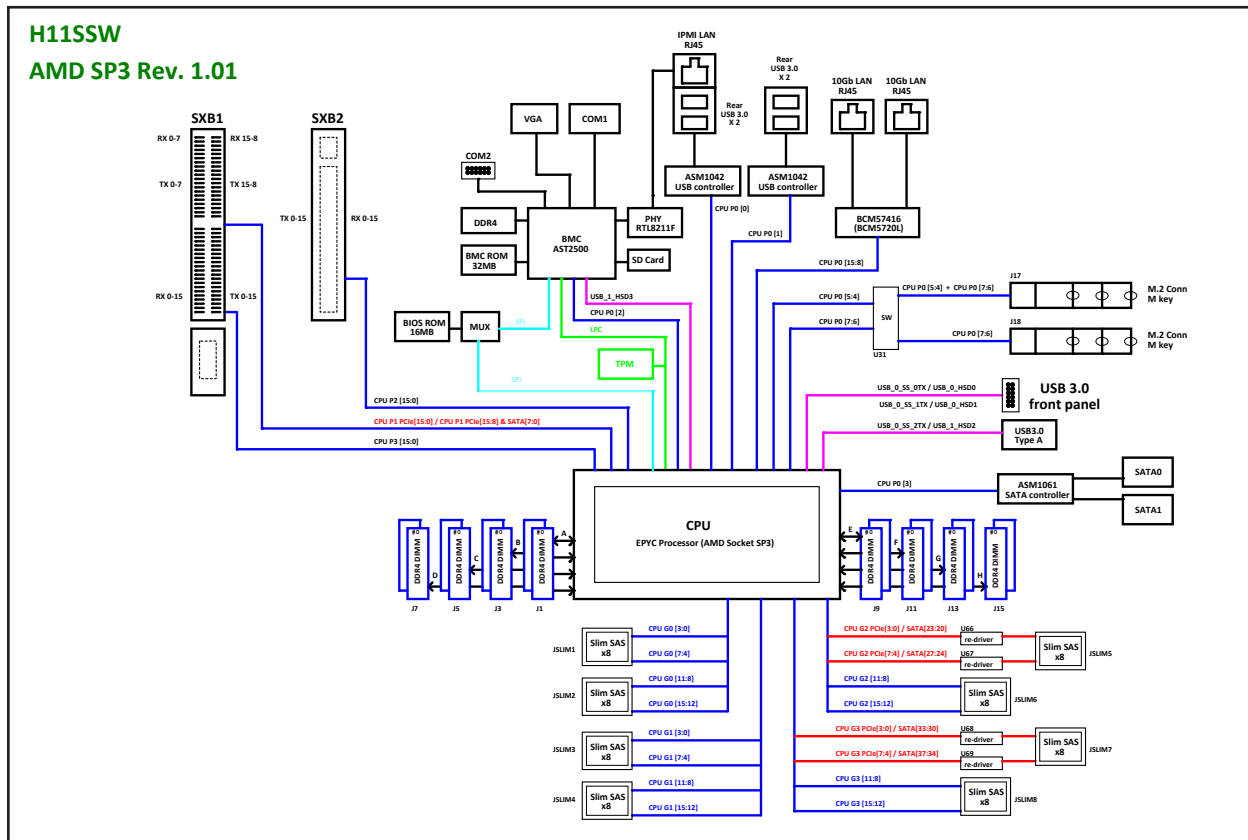 H11SSW
AMD SP3 Rev. 1.01
IPMI LAN
RJ45
Rear
USB 3.0
X 2
Rear
USB 3.0
X 2
10Gb LAN
RJ45
10Gb LAN
RJ45
SXB1
SXB2
RX 0-7
RX 15-8
TX 0-7
TX 15-8
TX 0-15
RX 0-15
RX 0-15
TX 0-15
VGA
COM1
COM2
DDR4
BMC
AST2500
PHY
RTL8211F
BMC ROM
32MB
SD Card
ASM1042
USB controller
ASM1042
USB controller
CPU P0 [0]
CPU P0 [1]
BCM57416
(BCM5720L)
CPU P0 [15:8]
USB_1_HSD3
CPU P0 [2]
BIOS ROM
16MB
MUX
SPI
LPC
TPM
SPI
CPU P0 [5:4]
CPU P0 [7:6]
SW
U31
CPU P0 [5:4] + CPU P0 [7:6]
J17
M.2 Conn
M key
CPU P0 [7:6]
J18
M.2 Conn
M key
USB_0_SS_0TX / USB_0_HSD0
USB_0_SS_1TX / USB_0_HSD1
USB 3.0
front panel
USB_0_SS_2TX / USB_1_HSD2
USB3.0
Type A
CPU P2 [15:0]
CPU P1 PCIe[15:0] / CPU P1 PCIe[15:8] & SATA[7:0]
CPU P3 [15:0]
CPU P0 [3]
ASM1061
SATA controller
SATA0
SATA1
CPU
EPYC Processor (AMD Socket SP3)
A
B
C
D
E
F
G
H
#0
DDR4 DIMM
#0
DDR4 DIMM
#0
DDR4 DIMM
#0
DDR4 DIMM
#0
DDR4 DIMM
#0
DDR4 DIMM
#0
DDR4 DIMM
#0
DDR4 DIMM
J7
J5
J3
J1
J9
J11
J13
J15
JSLIM1
Slim SAS
x8
CPU G0 [3:0]
CPU G0 [7:4]
JSLIM2
Slim SAS
x8
CPU G0 [11:8]
CPU G0 [15:12]
JSLIM3
Slim SAS
x8
CPU G1 [3:0]
CPU G1 [7:4]
JSLIM4
Slim SAS
x8
CPU G1 [11:8]
CPU G1 [15:12]
CPU G2 PCIe[3:0] / SATA[23:20]
U66
re-driver
CPU G2 PCIe[7:4] / SATA[27:24]
U67
re-driver
Slim SAS
x8
JSLIM5
CPU G2 [11:8]
CPU G2 [15:12]
Slim SAS
x8
JSLIM6
CPU G3 PCIe[3:0] / SATA[33:30]
U68
re-driver
CPU G3 PCIe[7:4] / SATA[37:34]
U69
re-driver
Slim SAS
x8
JSLIM7
CPU G3 [11:8]
CPU G3 [15:12]
Slim SAS
x8
JSLIM8